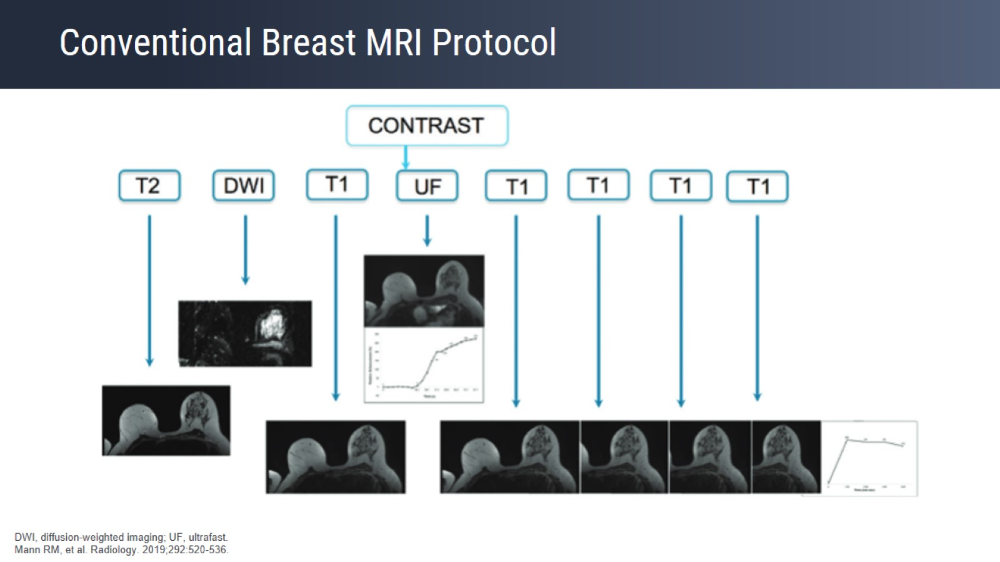 Conventional Breast MRI Protocol
CONTRAST
T2
DWI
T1
UF
T1
T1
T1
T1
DWI, diffusion-weighted imaging; UF, ultrafast.
Mann RM, et al. Radiology. 2019;292:520-536.